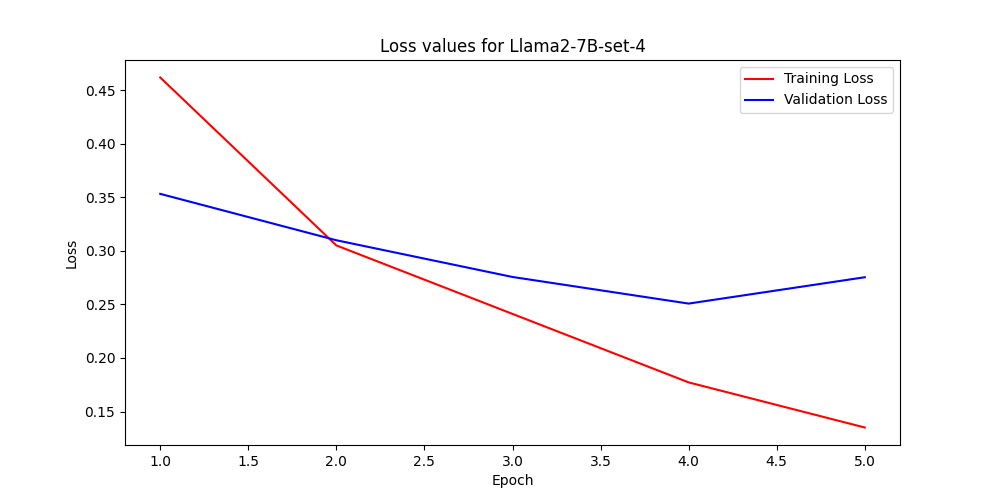 Loss values for Llama2-7B-set-4
Training Loss
Validation Loss
0.45
0.40
0.35
0.30
0.25
0.20
0.15
Loss
1.0 1.5 2.0 2.5 3.0 3.5 4.0 4.5 5.0
Epoch